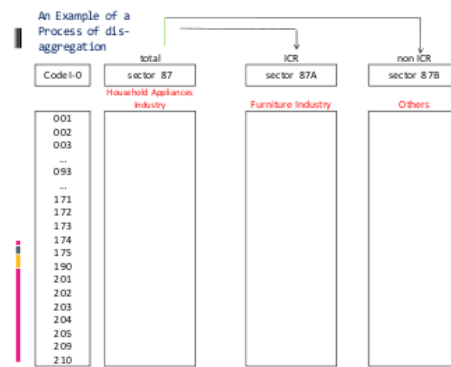 An Example of a
Process of dis-
aggregation
total
ICR
non ICR
Code I-O
sector 87
sector 87A
sector 87B
Household Appliances
Industry
Furniture Industry
Others
001
002
003
...
093
...
171
172
173
174
175
190
201
202
203
204
205
209
210